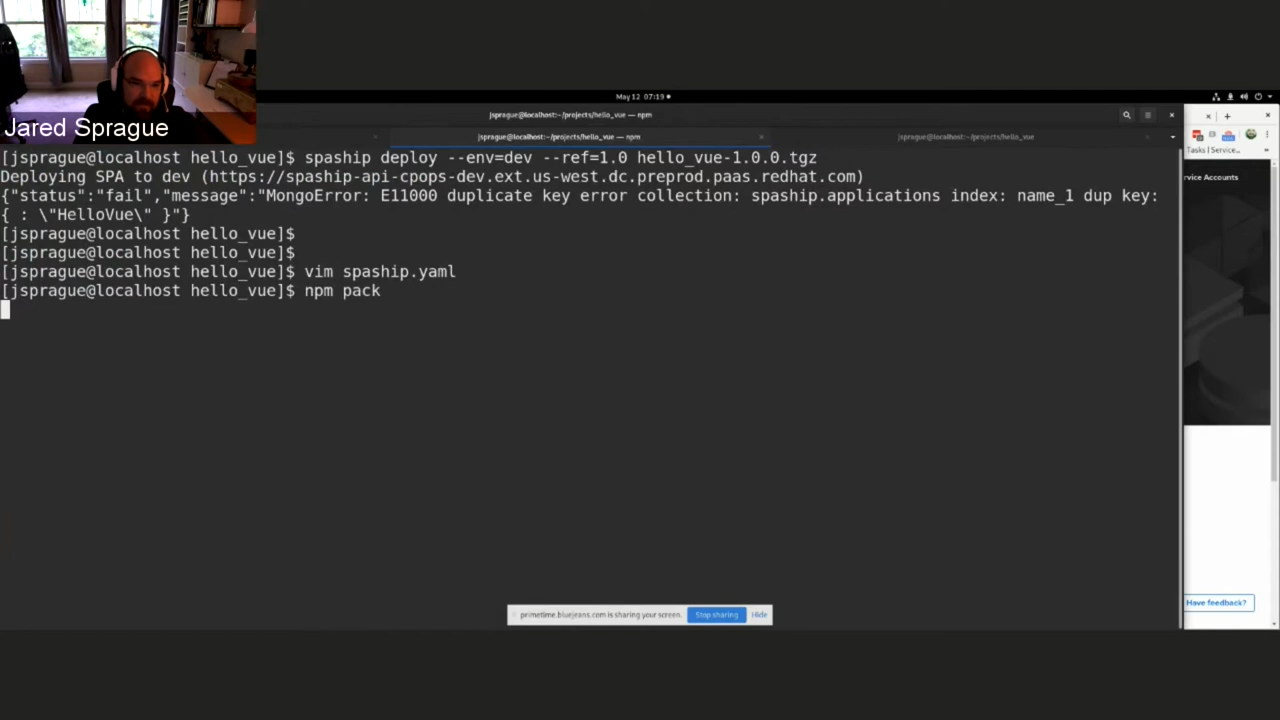 Jared Sprague
May 12 07:19
jsprague@localhost:~/projects/hello_vue — npm
jsprague@localhost:~/projects/hello_vue — npm
jsprague@localhost:~/projects/hello_vue
Tasks | Service
[jsprague@localhost hello_vue]$ spaship deploy --env=dev --ref=1.0 hello_vue-1.0.0.tgz
Deploying SPA to dev (https://spaship-api-cpops-dev.ext.us-west.dc.preprod.paas.redhat.com)
rvice Accounts
{"status":"fail","message":"MongoError: E11000 duplicate key error collection: spaship.applications index: name_1 dup key:
{ : \"HelloVue\" }"}
[jsprague@localhost hello_vue]$
[jsprague@localhost hello_vue]$
[jsprague@localhost hello_vue]$ vim spaship.yaml
[jsprague@localhost hello_vue]$ npm pack
Have feedback?
primetime.bluejeans.com is sharing your screen.
Stop sharing
Hide